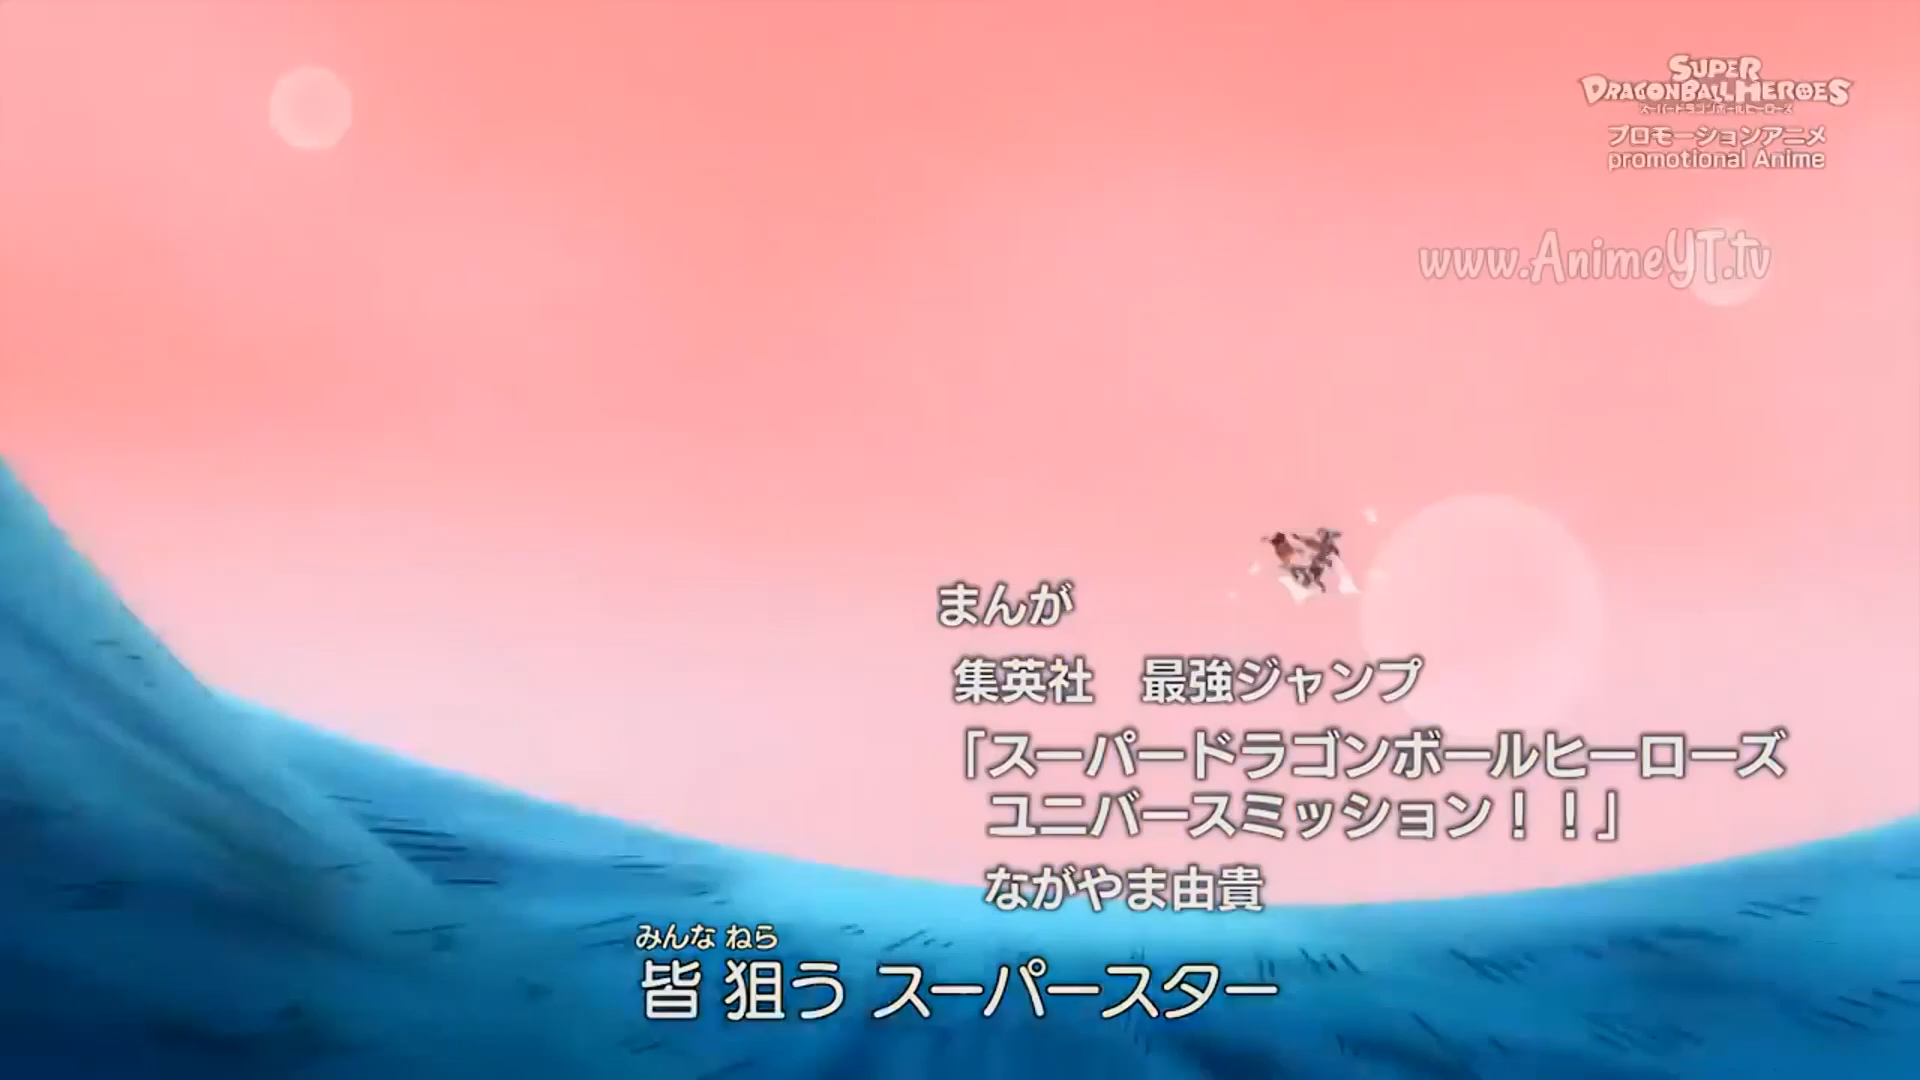 SUPER
DRAGONBALL HEROES
スーパードラゴンボールヒーローズ
プロモーションアニメ
promotional Anime
www.AnimeYT.tv
まんが
集英社　最強ジャンプ
「スーパードラゴンボールヒーローズ
ユニバースミッション！！」
ながやま由貴
みんな ねら
皆 狙う スーパースター